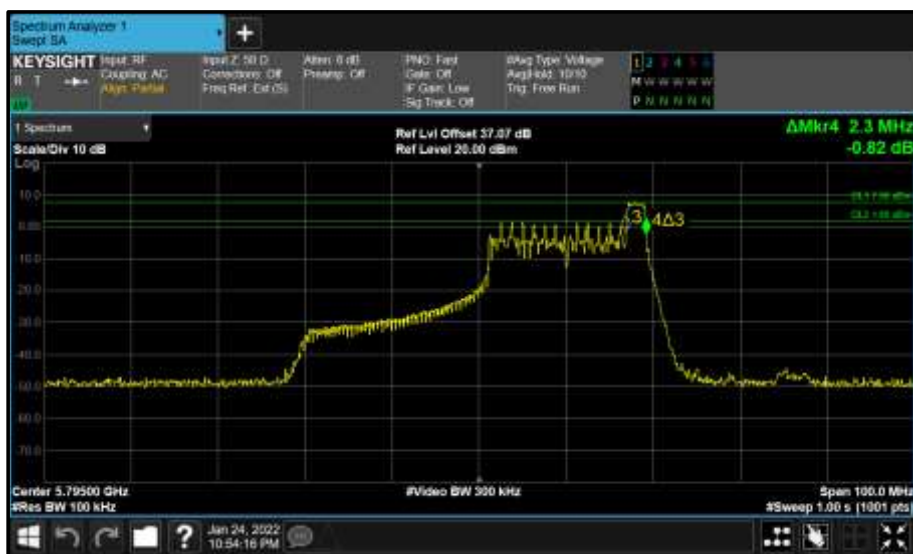 Spectrum Analyzer 1
Swept SA
+
KEYSIGHT
R T
Input: RF
Coupling: AC
Align: Partial
Input Z: 50 Ω
Corrections: Off
Freq Ref: Ext (S)
Atten: 0 dB
Preamp: Off
PNO: Fast
Gate: Off
IF Gain: Low
Sig Track: Off
#Avg Type: Voltage
Avg|Hold: 10/10
Trig: Free Run
1 2 3 4 5 6
M W W W W W
P N N N N N
1 Spectrum
Scale/Div 10 dB
Log
Ref Lvl Offset 37.07 dB
Ref Level 20.00 dBm
ΔMkr4 2.3 MHz
-0.82 dB
10.0
0.00
-10.0
-20.0
-30.0
-40.0
-50.0
-60.0
-70.0
3
4Δ3
Center 5.79500 GHz
#Res BW 100 kHz
#Video BW 300 kHz
Span 100.0 MHz
#Sweep 1.00 s (1001 pts)
?
Jan 24, 2022
10:54:16 PM